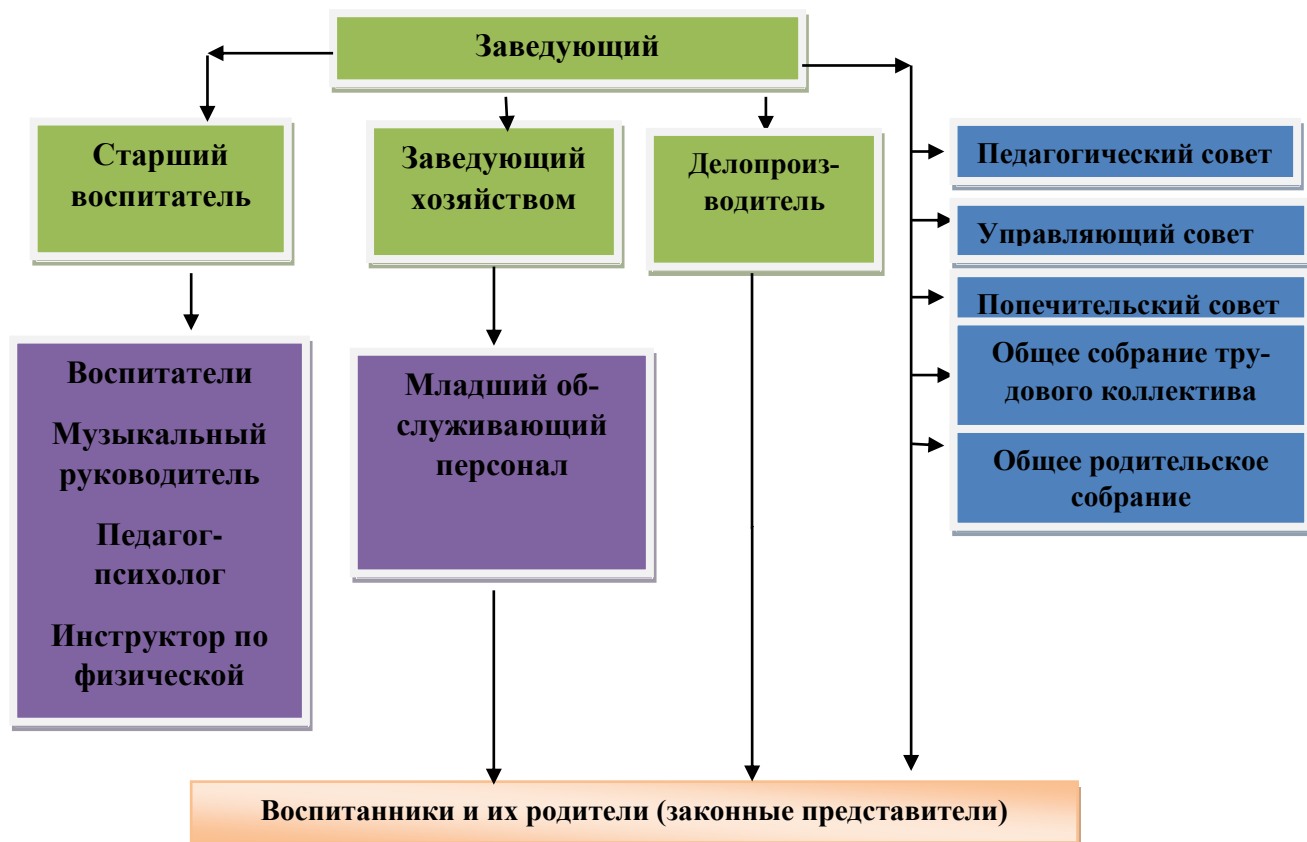 Заведующий
Старший
воспитатель
Заведующий
хозяйством
Делопроиз-
водитель
Педагогический совет
Управляющий совет
Попечительский совет
Общее собрание тру-
дового коллектива
Общее родительское
собрание
Воспитатели
Музыкальный
руководитель
Педагог-
психолог
Инструктор по
физической
Младший об-
служивающий
персонал
Воспитанники и их родители (законные представители)